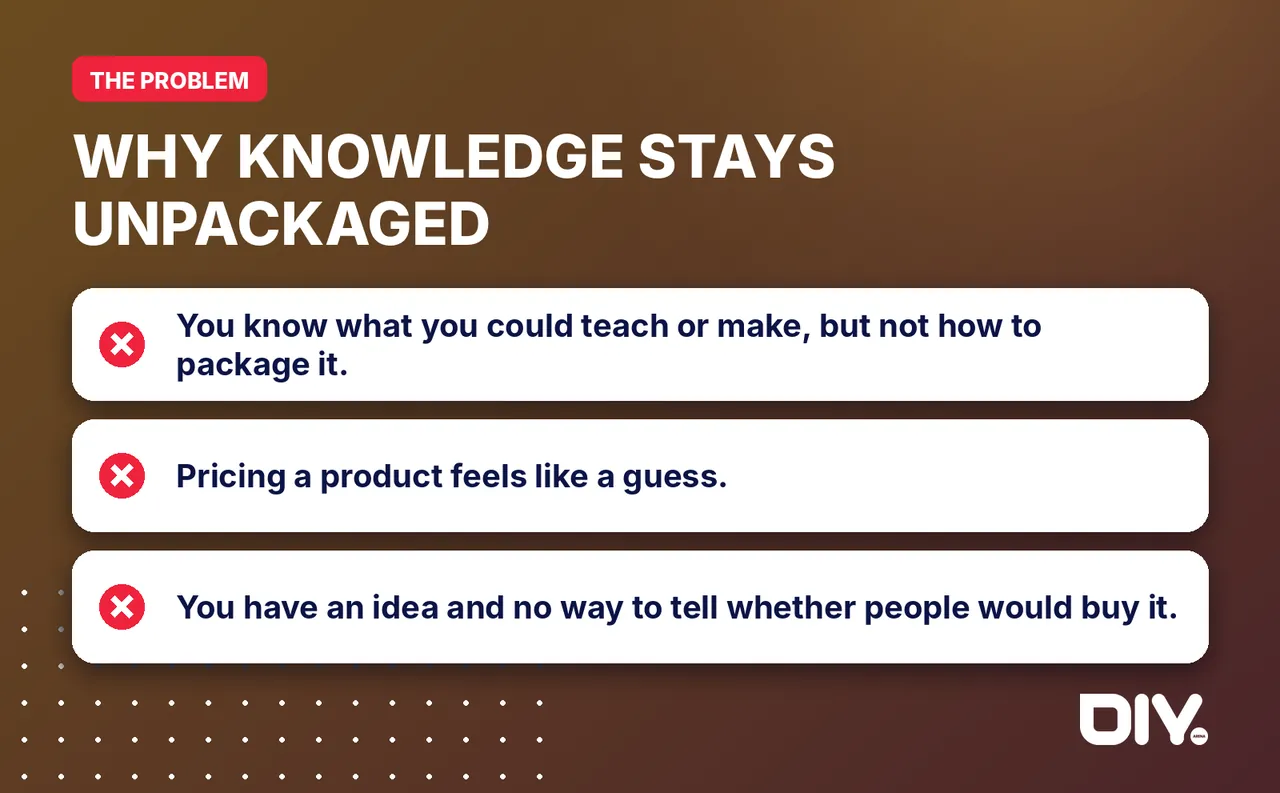 THE PROBLEM
WHY KNOWLEDGE STAYS
UNPACKAGED
You know what you could teach or make, but not how to
package it.
Pricing a product feels like a guess.
You have an idea and no way to tell whether people would buy it.
DIY.
ARENA